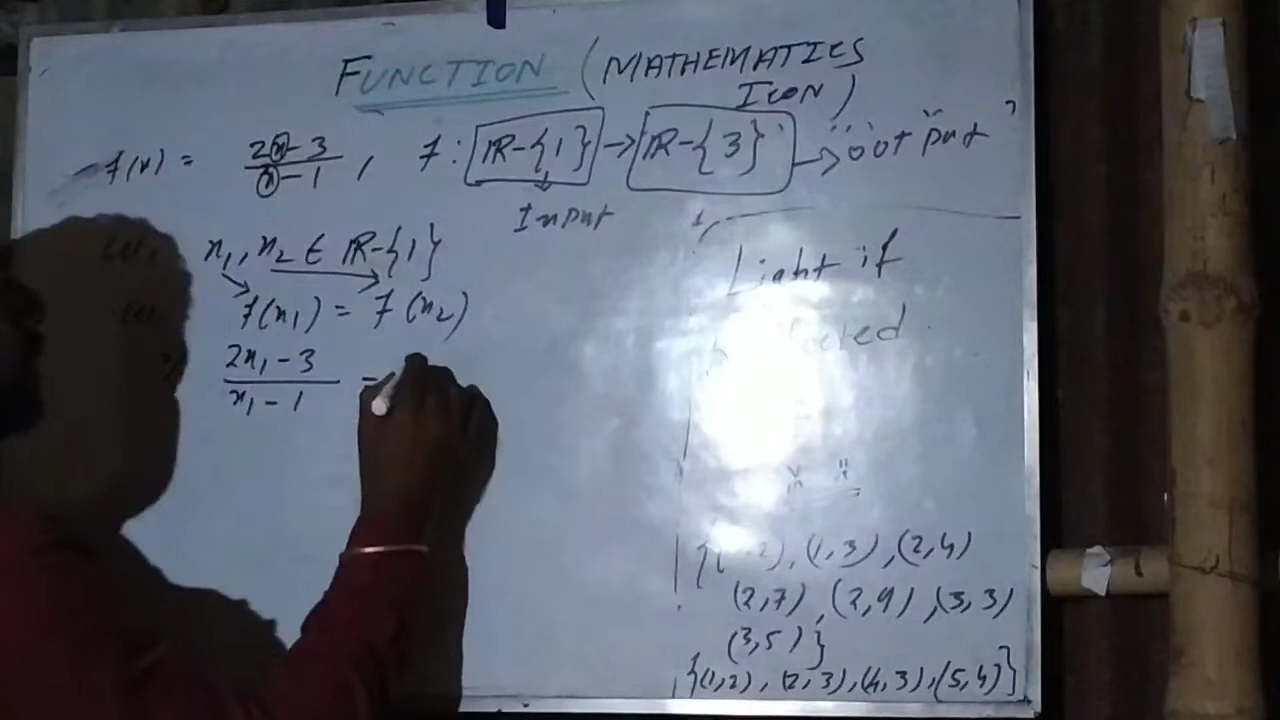 FUNCTION (MATHEMATICS
ICON)
f(x) = 2x-3 / x-1 , f : IR-{1} → IR-{3} → "output"
Input
Let, x1, x2 ∈ IR-{1}
Let, f(x1) = f(x2)
⇒ 2x1-3 / x1-1 =
Light if
(1,3),(2,4)
(2,7),(2,9),(3,3)
(3,5)}
{(1,2),(2,3),(4,3),(5,4)}